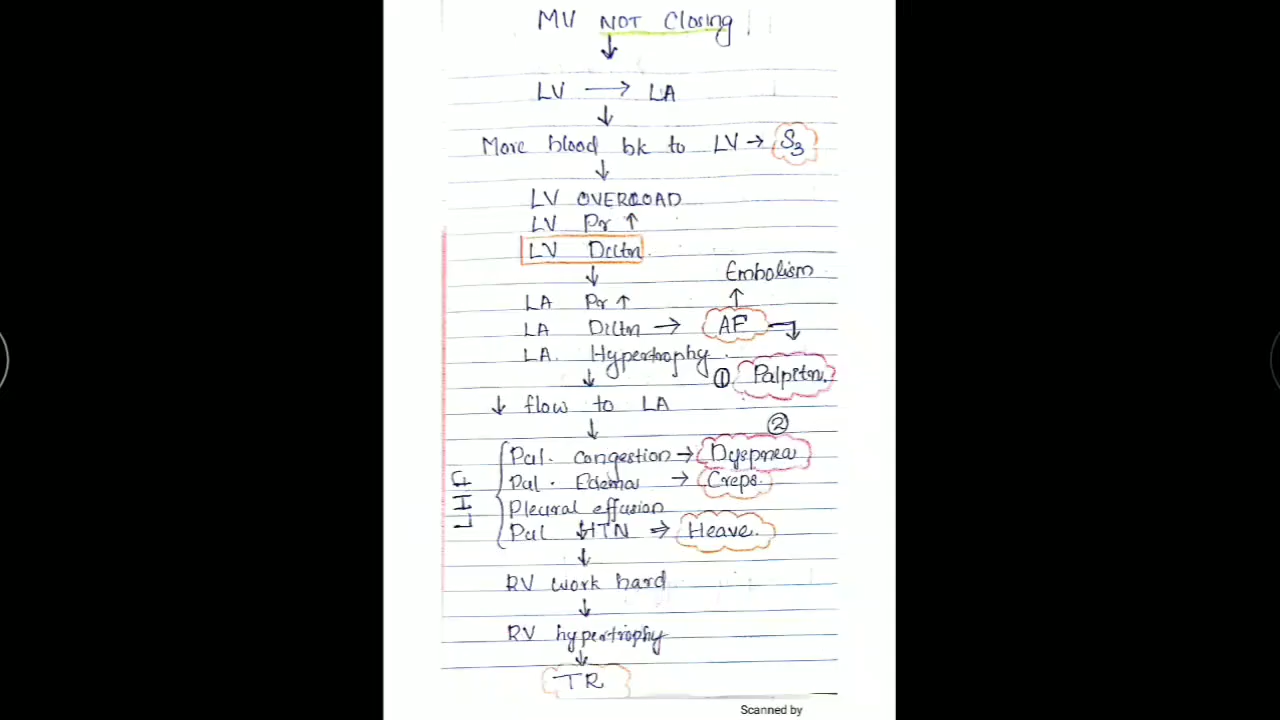 MV NOT Closing
↓
LV → LA
↓
More blood bk to LV → S3
↓
LV OVERLOAD
LV Pr ↑
LV Diltn.
↓
Embolism
↑
LA Pr ↑
LA Diltn → AF
LA. Hypertrophy.
① Palpitn.
↓
↓ flow to LA
↓
②
Pul. congestion → Dyspnea
Pul. Edema → Creps.
Pleural effusion
Pul HTN ⇒ Heave.
LHF
↓
RV work hard
↓
RV hypertrophy
↓
TR
Scanned by